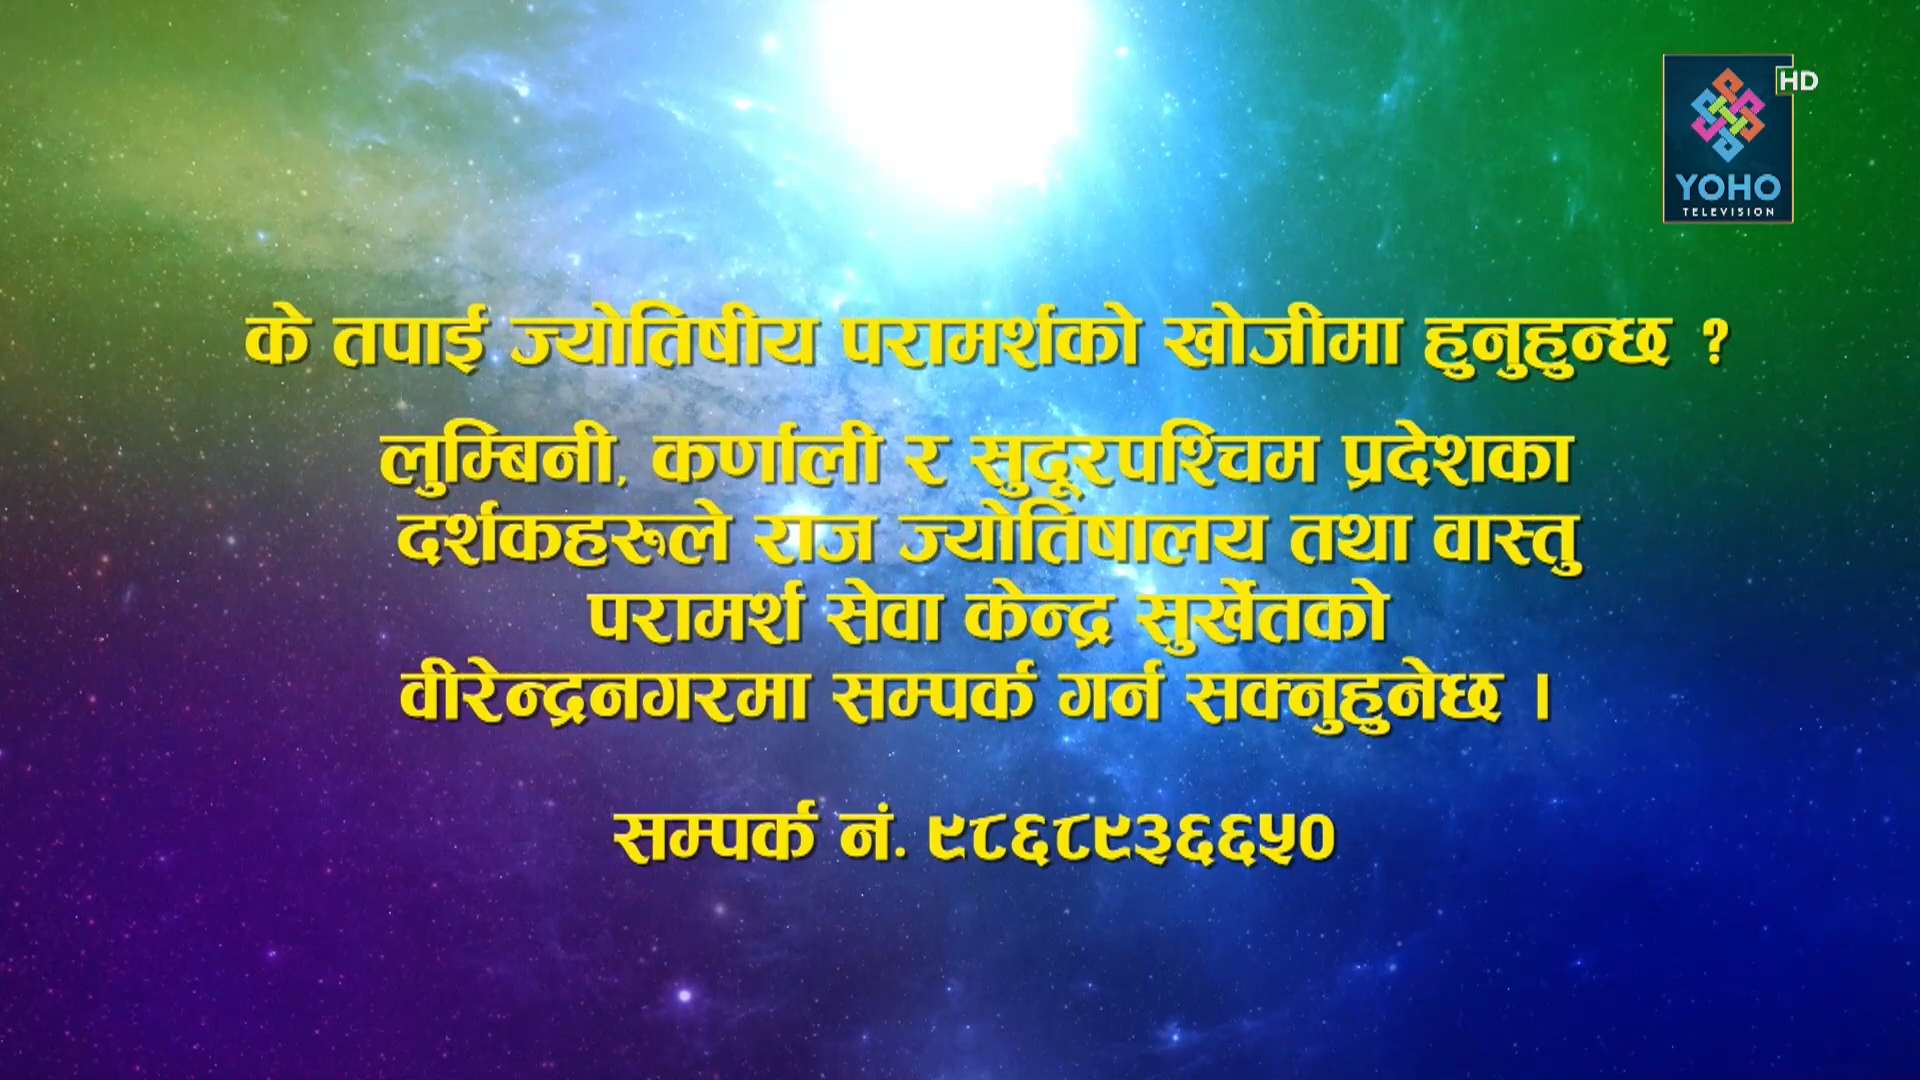 HD
YOHO
TELEVISION
के तपाई ज्योतिषीय परामर्शको खोजीमा हुनुहुन्छ ?
लुम्बिनी, कर्णाली र सुदूरपश्चिम प्रदेशका
दर्शकहरुले राज ज्योतिषालय तथा वास्तु
परामर्श सेवा केन्द्र सुर्खेतको
वीरेन्द्रनगरमा सम्पर्क गर्न सक्नुहुनेछ ।
सम्पर्क नं. ९८६८९३६६५०